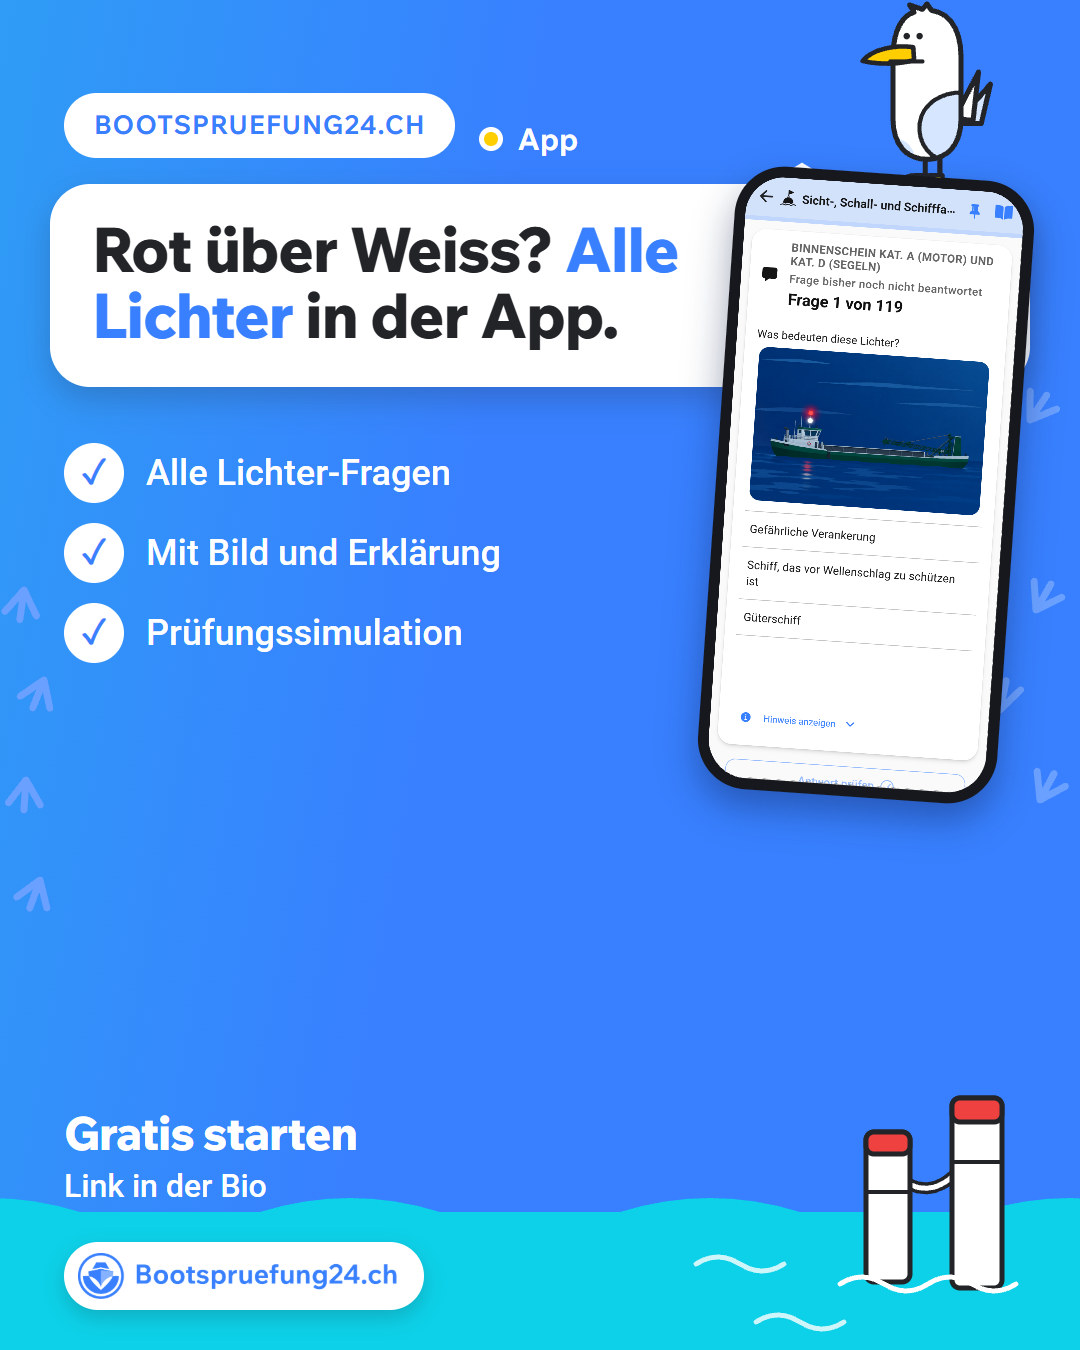 BOOTSPRUEFUNG24.CH
App
Rot über Weiss? Alle
Lichter in der App.
Alle Lichter-Fragen
Mit Bild und Erklärung
Prüfungssimulation
Sicht-, Schall- und Schifffa...
BINNENSCHEIN KAT. A (MOTOR) UND
KAT. D (SEGELN)
Frage bisher noch nicht beantwortet
Frage 1 von 119
Was bedeuten diese Lichter?
Gefährliche Verankerung
Schiff, das vor Wellenschlag zu schützen
ist
Güterschiff
Hinweis anzeigen
Antwort prüfen
Gratis starten
Link in der Bio
Bootspruefung24.ch